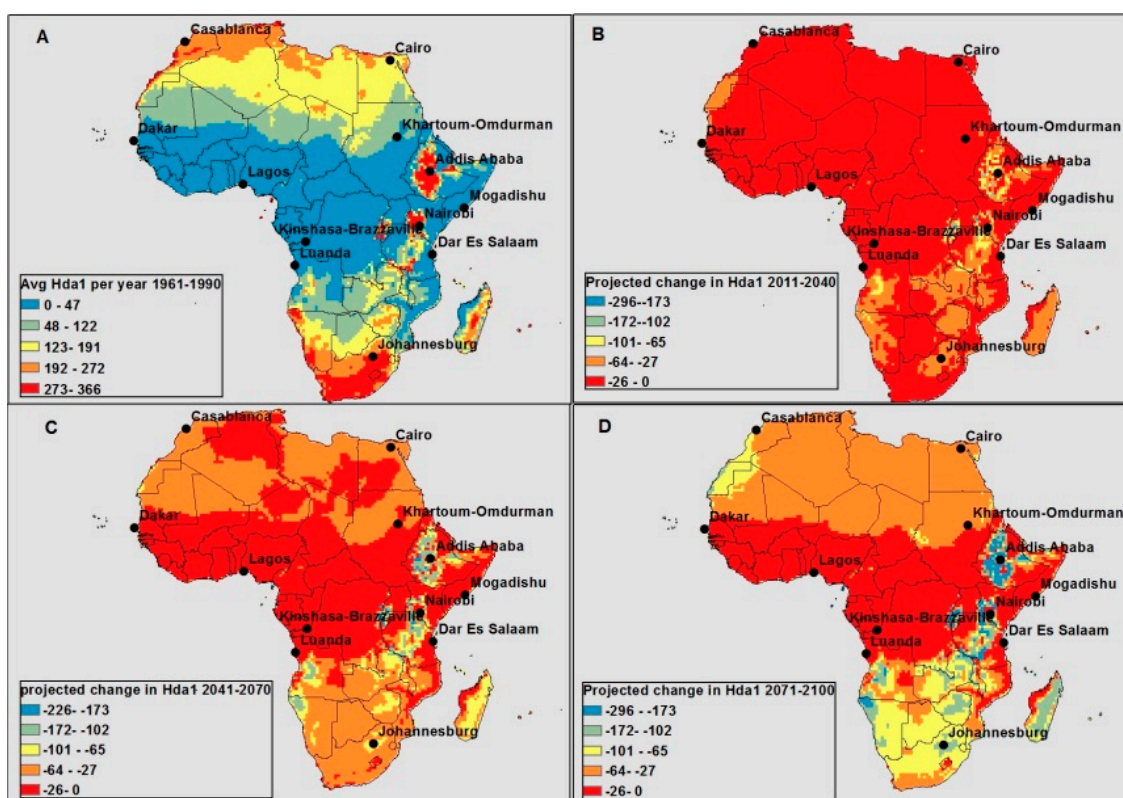 A
Casablanca
Cairo
Dakar
Khartoum-Omdurman
Addis Ababa
Lagos
Mogadishu
Nairobi
Kinshasa-Brazzaville
Dar Es Salaam
Luanda
Johannesburg
Avg Hda1 per year 1961-1990
0 - 47
48 - 122
123- 191
192 - 272
273- 366
B
Casablanca
Cairo
Dakar
Khartoum-Omdurman
Addis Ababa
Lagos
Mogadishu
Nairobi
Kinshasa-Brazzaville
Dar Es Salaam
Luanda
Johannesburg
Projected change in Hda1 2011-2040
-296--173
-172--102
-101- -65
-64- -27
-26 - 0
C
Casablanca
Cairo
Dakar
Khartoum-Omdurman
Addis Ababa
Lagos
Mogadishu
Nairobi
Kinshasa-Brazzaville
Dar Es Salaam
Luanda
Johannesburg
projected change in Hda1 2041-2070
-226- -173
-172- -102
-101 - -65
-64 - -27
-26- 0
D
Casablanca
Cairo
Dakar
Khartoum-Omdurman
Addis Ababa
Lagos
Mogadishu
Nairobi
Kinshasa-Brazzaville
Dar Es Salaam
Luanda
Johannesburg
Projected change in Hda1 2071-2100
-296 - -173
-172 - -102
-101 - -65
-64- -27
-26- 0